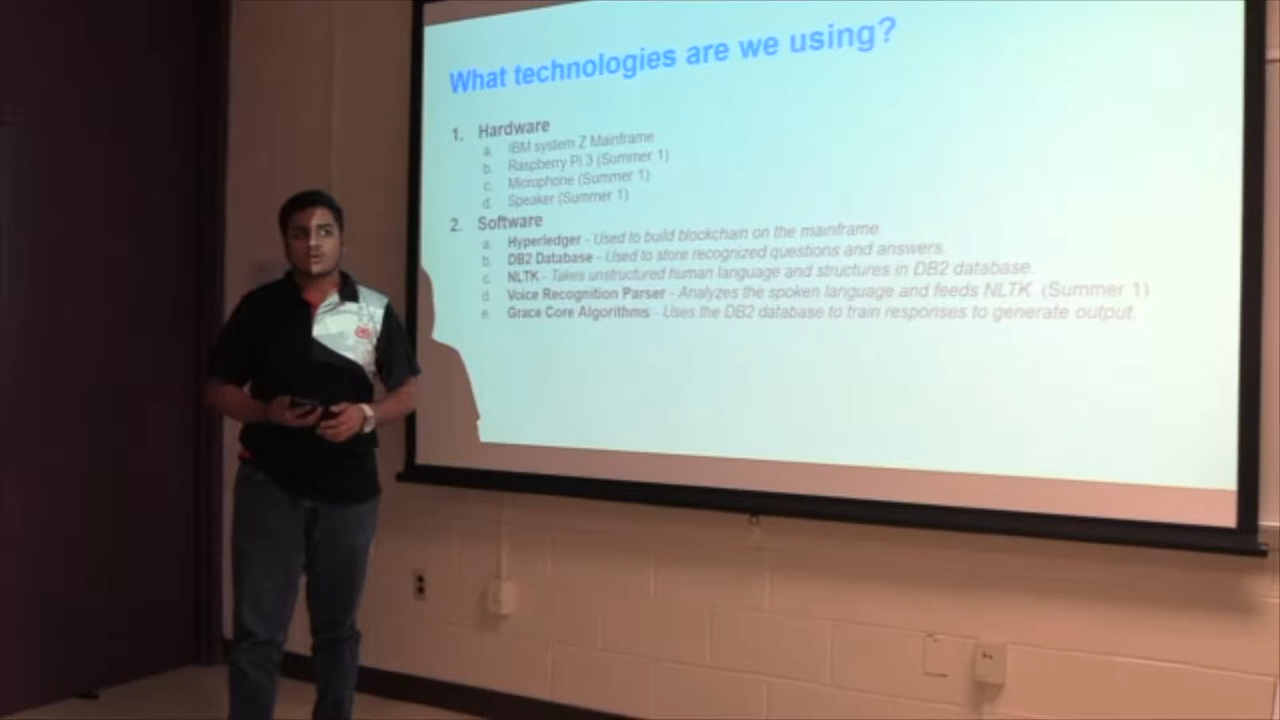 What technologies are we using?
1. Hardware
a. IBM system Z Mainframe
b. Raspberry Pi 3 (Summer 1)
c. Microphone (Summer 1)
d. Speaker (Summer 1)
2. Software
a. Hyperledger - Used to build blockchain on the mainframe.
b. DB2 Database - Used to store recognized questions and answers.
c. NLTK - Takes unstructured human language and structures in DB2 database.
d. Voice Recognition Parser - Analyzes the spoken language and feeds NLTK. (Summer 1)
e. Grace Core Algorithms - Uses the DB2 database to train responses to generate output.